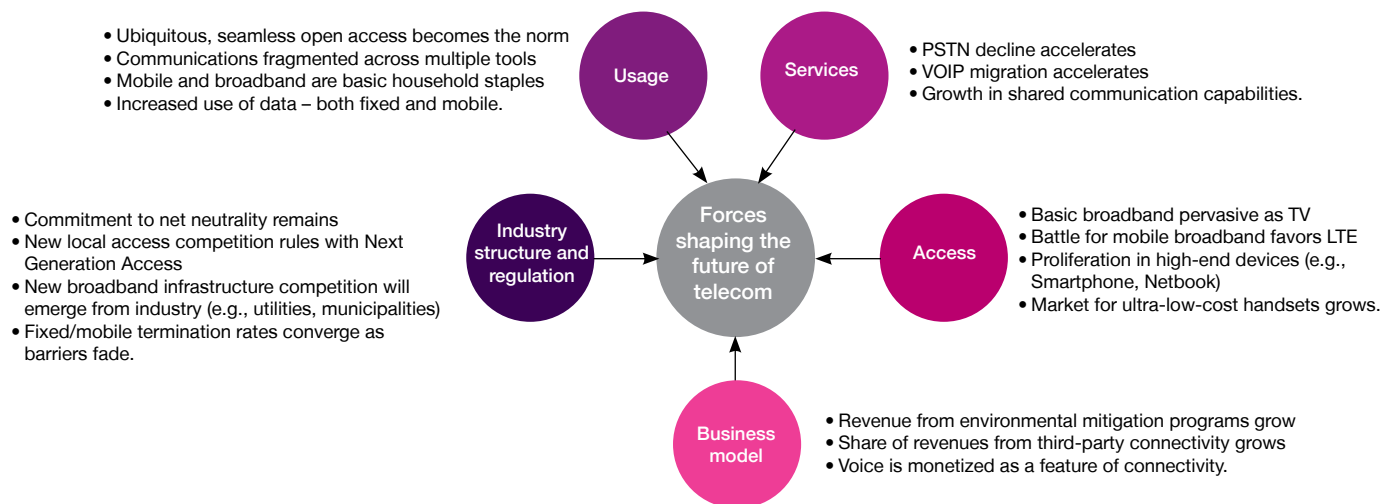 • Ubiquitous, seamless open access becomes the norm
• Communications fragmented across multiple tools
• Mobile and broadband are basic household staples
• Increased use of data – both fixed and mobile.
Usage
Services
• PSTN decline accelerates
• VOIP migration accelerates
• Growth in shared communication capabilities.
• Commitment to net neutrality remains
• New local access competition rules with Next
Generation Access
• New broadband infrastructure competition will
emerge from industry (e.g., utilities, municipalities)
• Fixed/mobile termination rates converge as
barriers fade.
Industry
structure and
regulation
Forces
shaping the
future of
telecom
Access
• Basic broadband pervasive as TV
• Battle for mobile broadband favors LTE
• Proliferation in high-end devices (e.g.,
Smartphone, Netbook)
• Market for ultra-low-cost handsets grows.
Business
model
• Revenue from environmental mitigation programs grow
• Share of revenues from third-party connectivity grows
• Voice is monetized as a feature of connectivity.